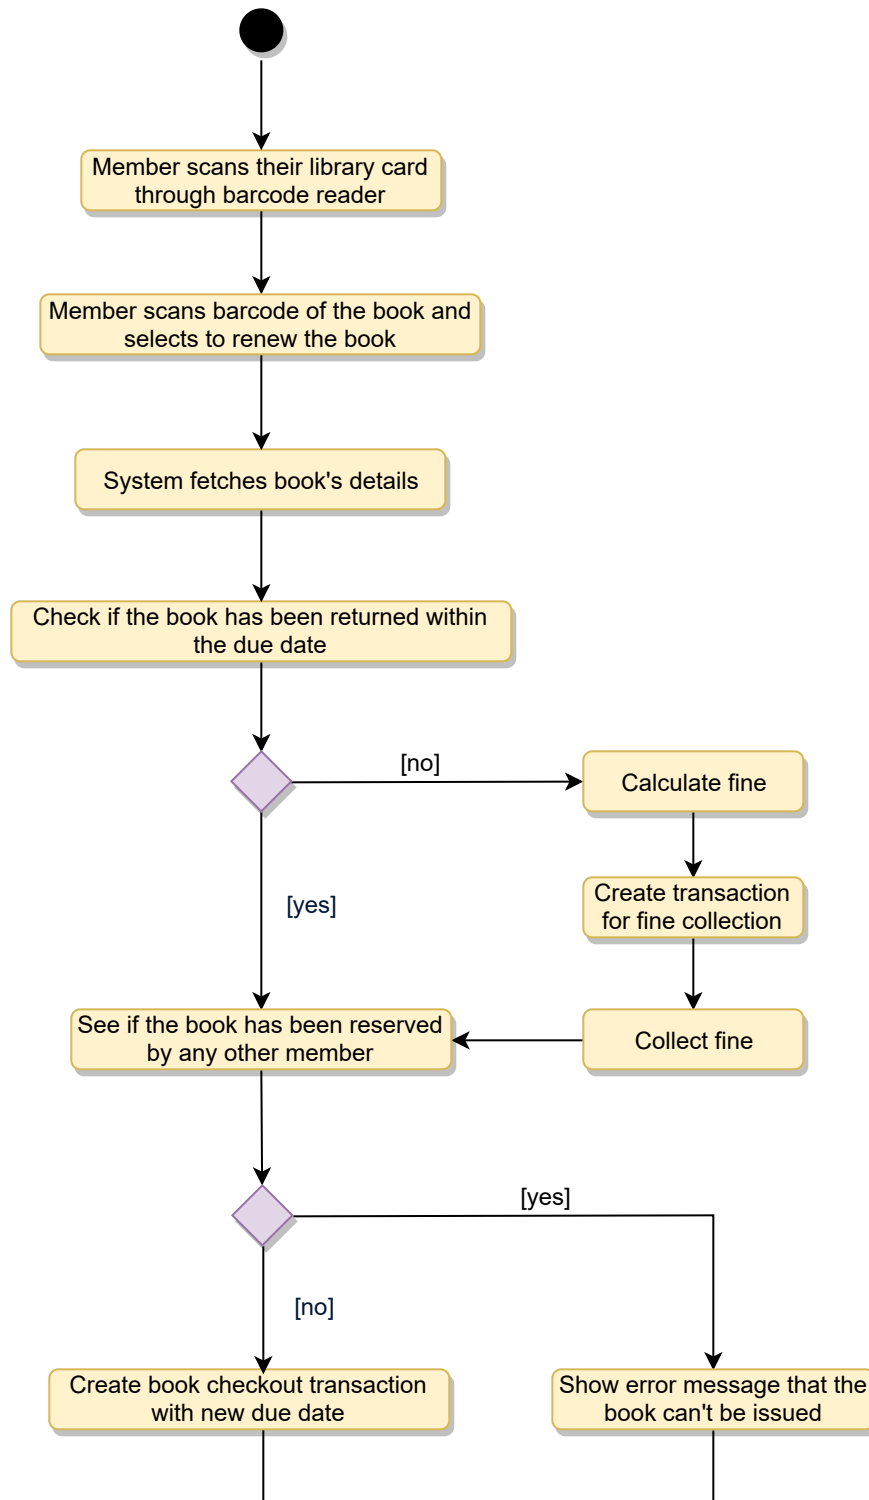 Member scans their library card
through barcode reader
Member scans barcode of the book and
selects to renew the book
System fetches book's details
Check if the book has been returned within
the due date
[no]
Calculate fine
[yes]
Create transaction
for fine collection
See if the book has been reserved
by any other member
Collect fine
[yes]
[no]
Create book checkout transaction
with new due date
Show error message that the
book can't be issued